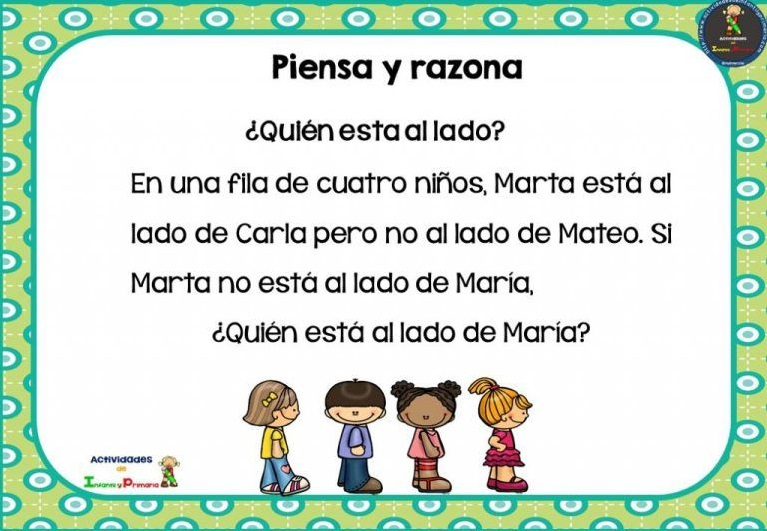 Piensa y razona
¿Quién esta al lado?
En una fila de cuatro niños, Marta está al
lado de Carla pero no al lado de Mateo. Si
Marta no está al lado de María,
¿Quién está al lado de María?
Actividades
de
Infantil y Primaria